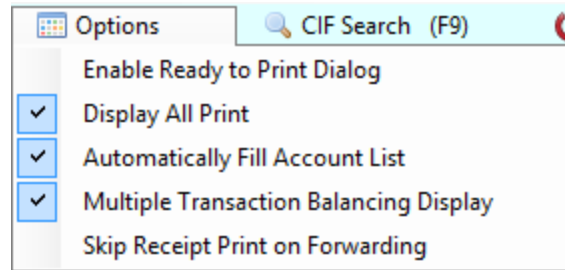 Options CIF Search (F9)
Enable Ready to Print Dialog
Display All Print
Automatically Fill Account List
Multiple Transaction Balancing Display
Skip Receipt Print on Forwarding